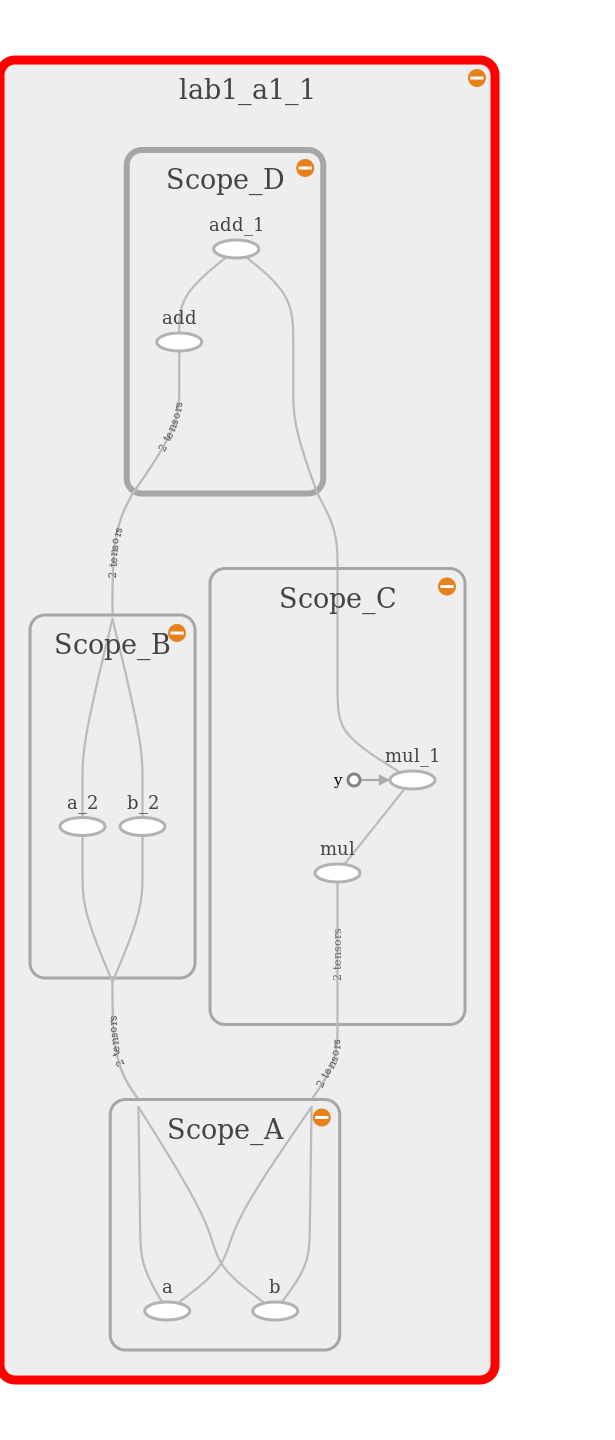 lab1_a1_1
Scope_D
add_1
add
2 tensors
2 tensors
Scope_C
Scope_B
mul_1
y
a_2
b_2
mul
2 tensors
2 tensors
2 tensors
Scope_A
a
b